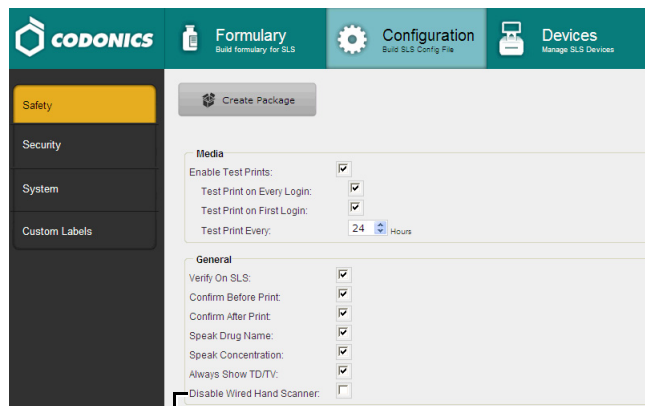 CODONICS
Formulary
Build formulary for SLS
Configuration
Build SLS Config File
Devices
Manage SLS Devices
Safety
Security
System
Custom Labels
Create Package
Media
Enable Test Prints:
Test Print on Every Login:
Test Print on First Login:
Test Print Every: 24 Hours
General
Verify On SLS:
Confirm Before Print:
Confirm After Print:
Speak Drug Name:
Speak Concentration:
Always Show TD/TV:
Disable Wired Hand Scanner: